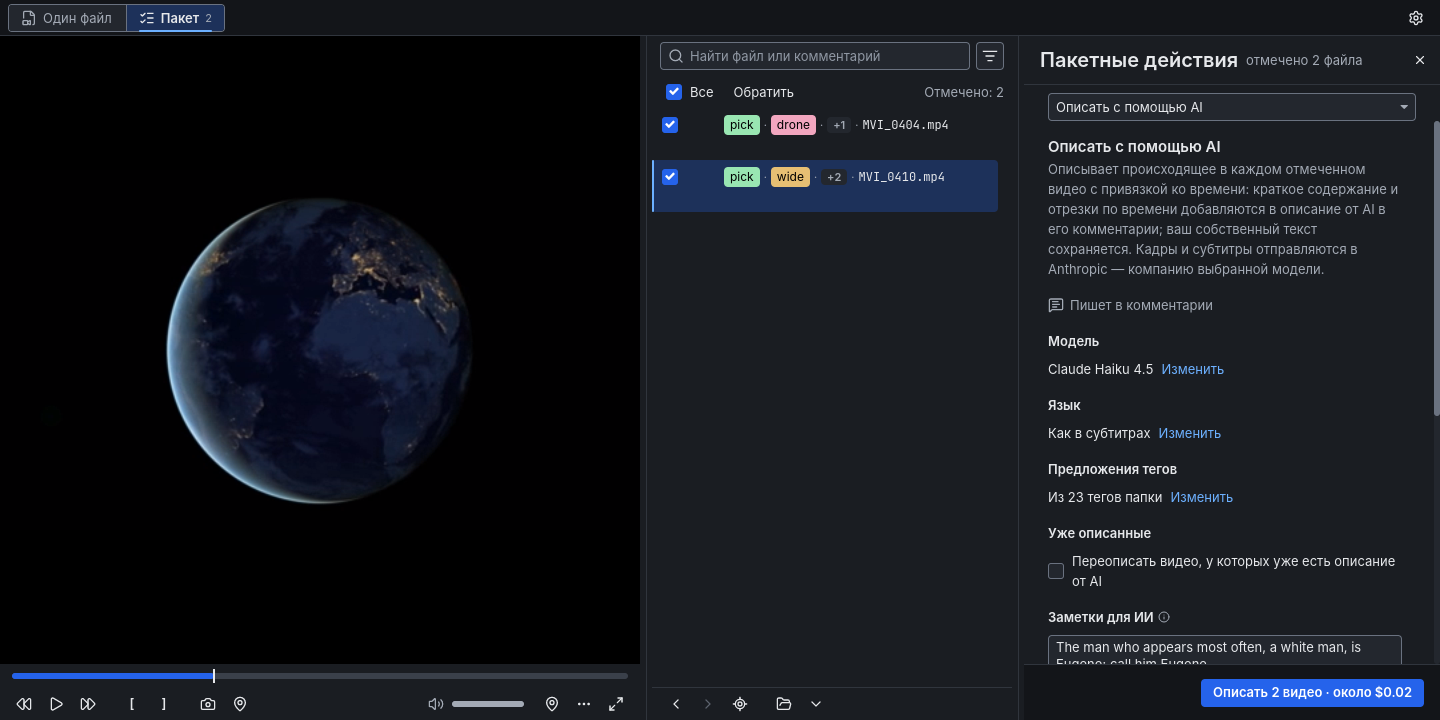 Один файл
Пакет 2
Найти файл или комментарий
Все Обратить Отмечено: 2
pick · drone · +1 · MVI_0404.mp4
pick · wide · +2 · MVI_0410.mp4
[ ]
Пакетные действия отмечено 2 файла
Описать с помощью AI
Описать с помощью AI
Описывает происходящее в каждом отмеченном
видео с привязкой ко времени: краткое содержание и
отрезки по времени добавляются в описание от AI в
его комментарии; ваш собственный текст
сохраняется. Кадры и субтитры отправляются в
Anthropic — компанию выбранной модели.
Пишет в комментарии
Модель
Claude Haiku 4.5 Изменить
Язык
Как в субтитрах Изменить
Предложения тегов
Из 23 тегов папки Изменить
Уже описанные
Переописать видео, у которых уже есть описание
от AI
Заметки для ИИ
The man who appears most often, a white man, is
Eugene; call him Eugene
Описать 2 видео · около $0.02